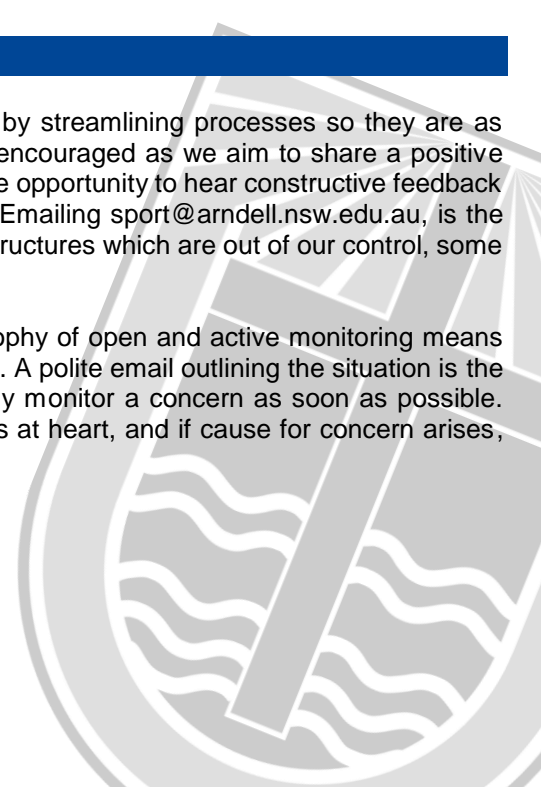 by streamlining processes so they are as
encouraged as we aim to share a positive
e opportunity to hear constructive feedback
Emailing sport@arndell.nsw.edu.au, is the
ructures which are out of our control, some
ophy of open and active monitoring means
. A polite email outlining the situation is the
y monitor a concern as soon as possible.
s at heart, and if cause for concern arises,